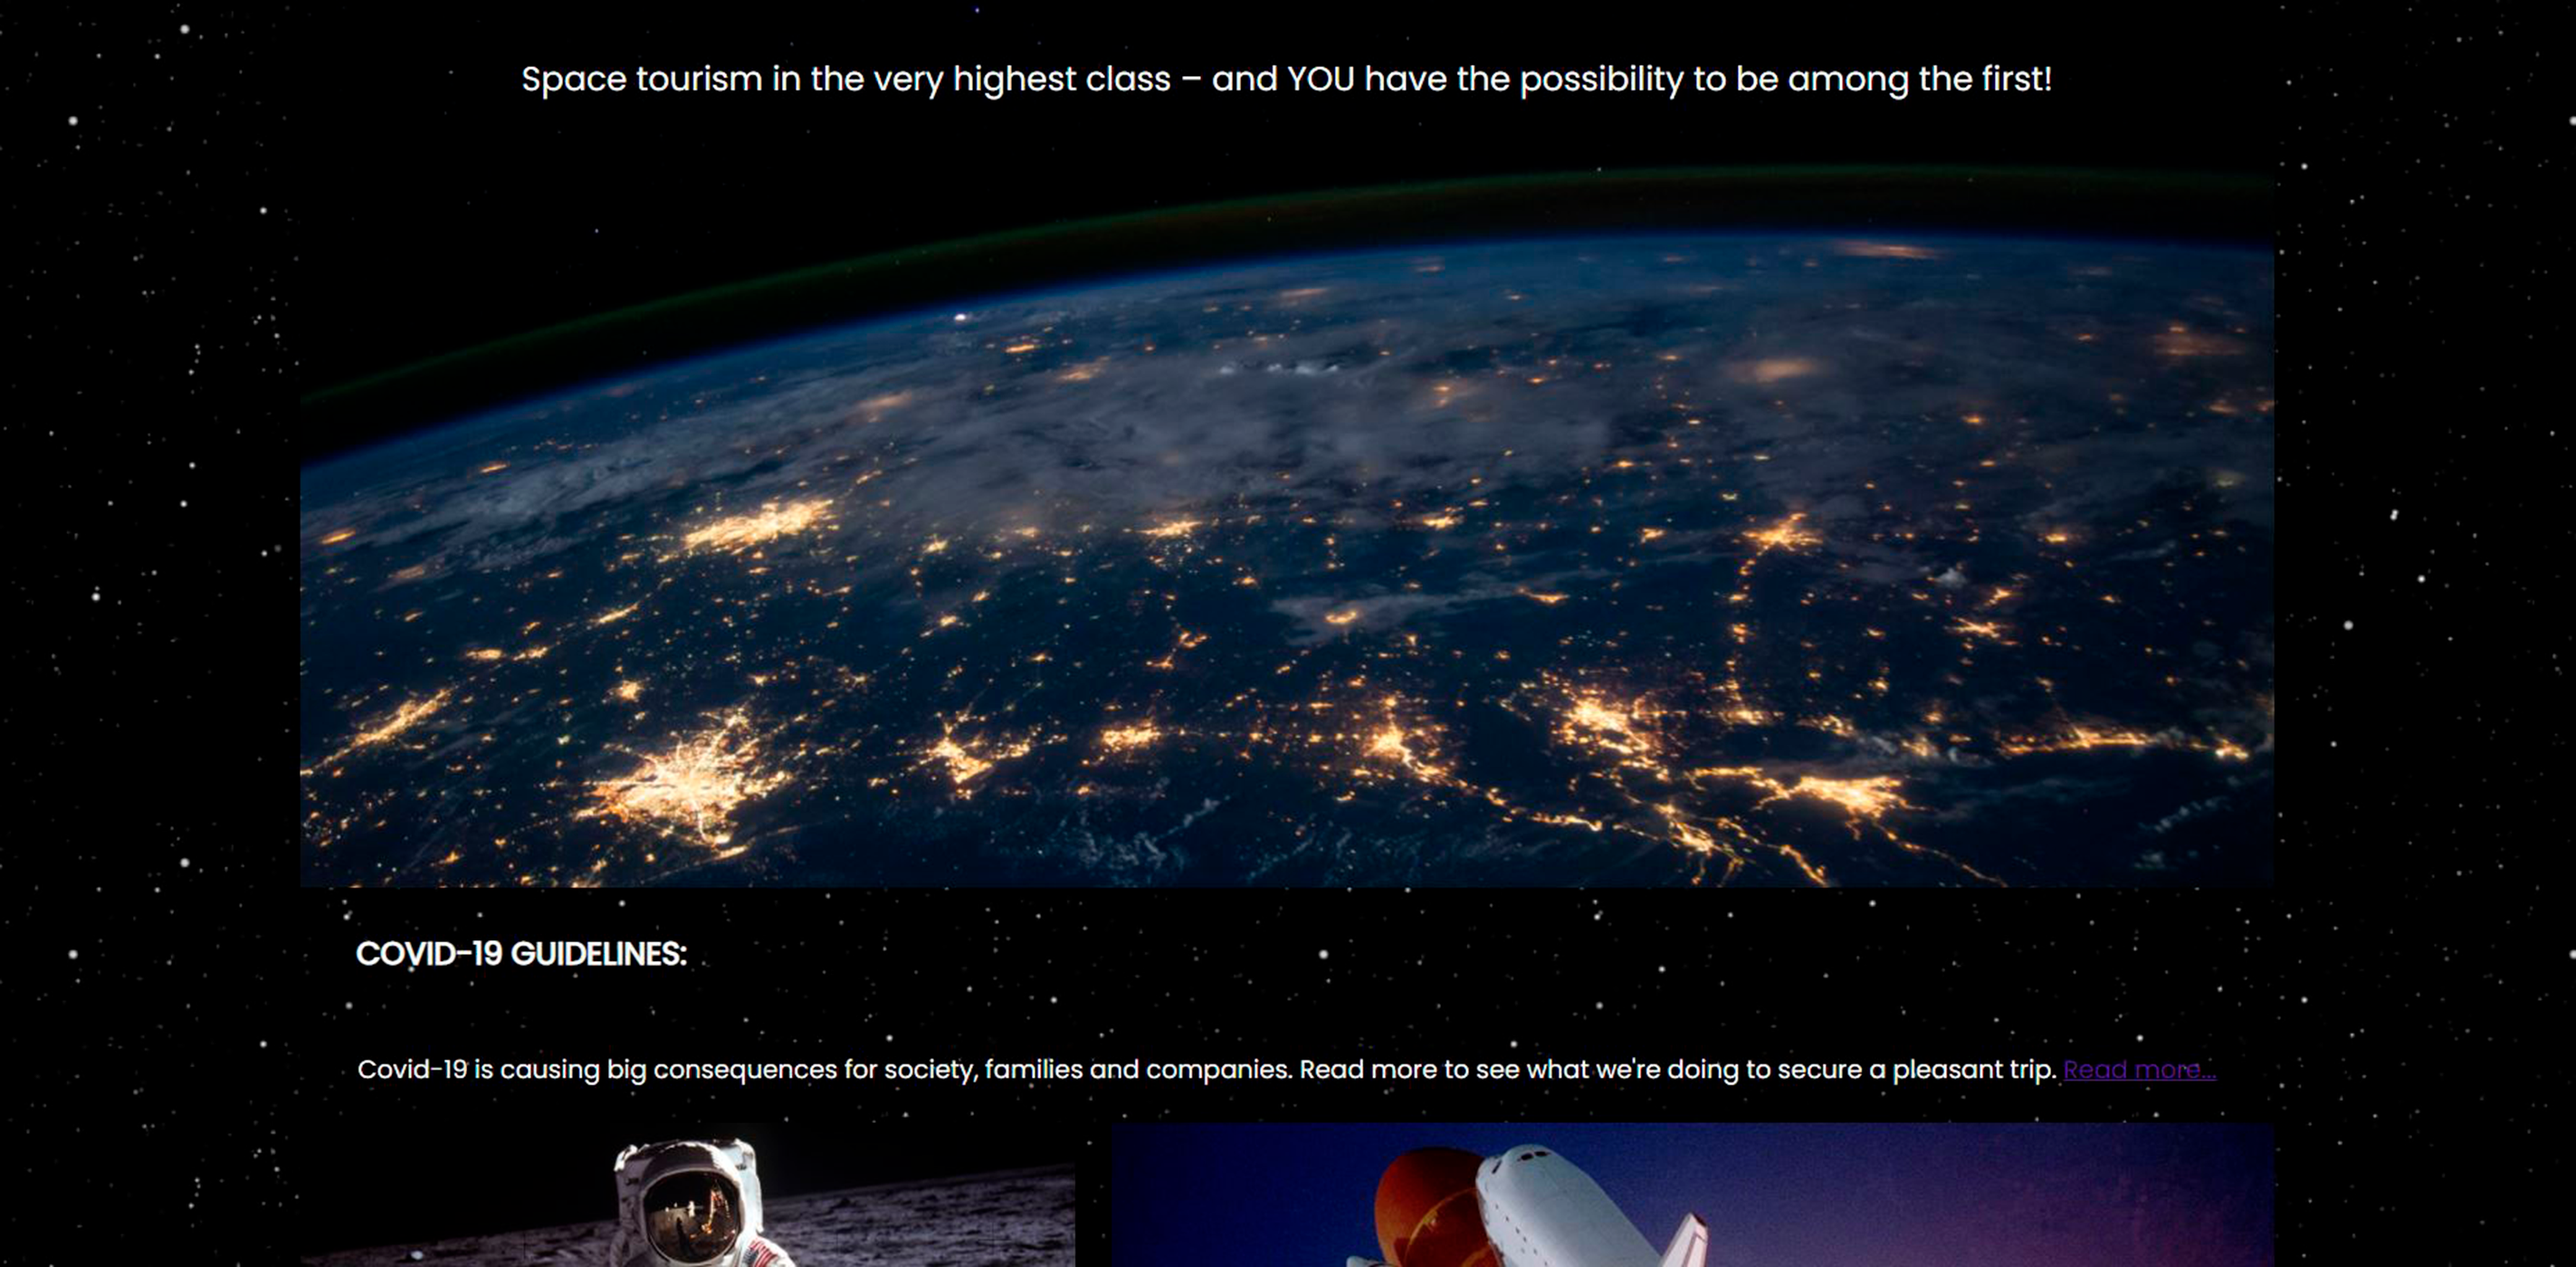 Space tourism in the very highest class – and YOU have the possibility to be among the first!
COVID-19 GUIDELINES:
Covid-19 is causing big consequences for society, families and companies. Read more to see what we're doing to secure a pleasant trip. Read more...